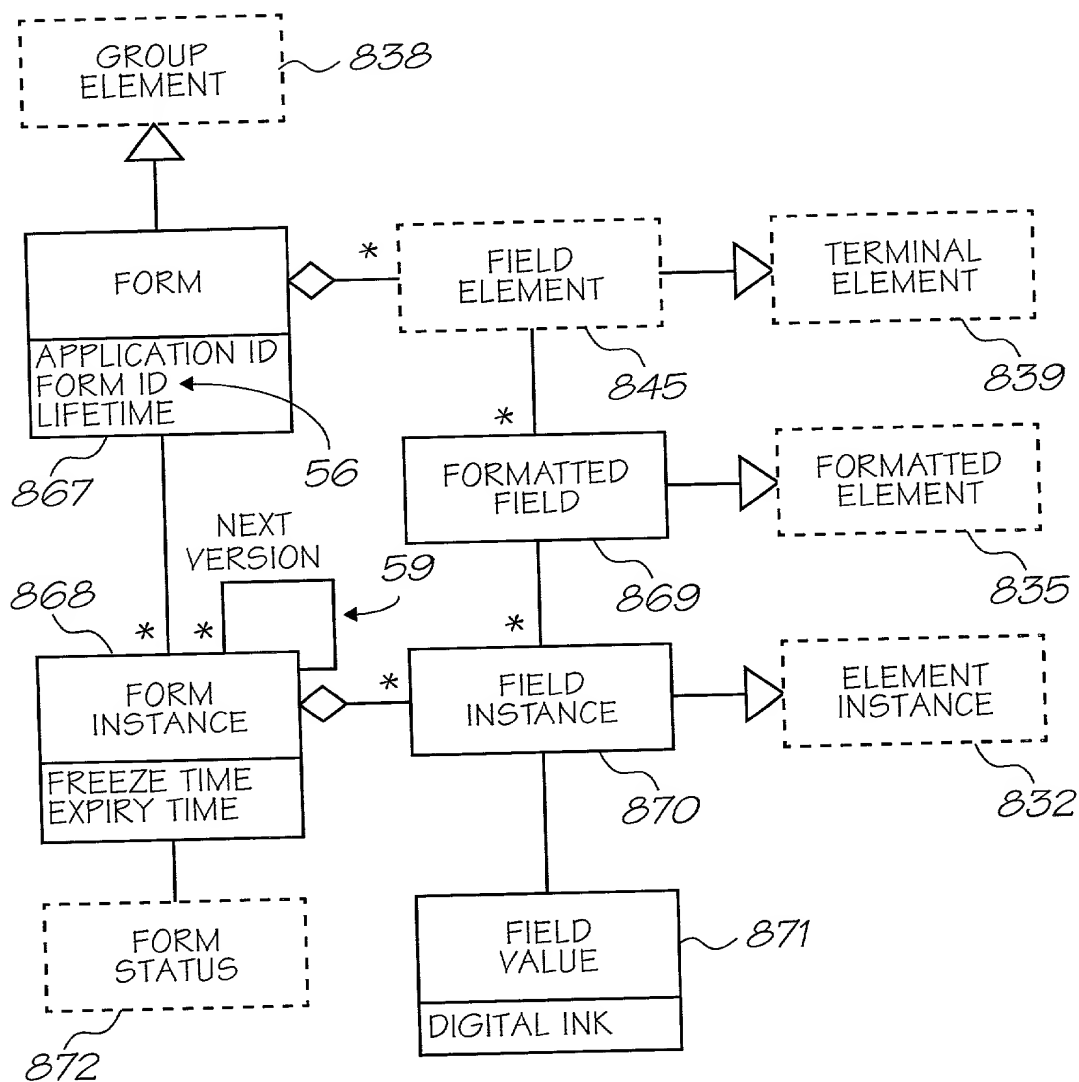 GROUP
ELEMENT
838
FORM
*
FIELD
ELEMENT
TERMINAL
ELEMENT
APPLICATION ID
FORM ID
LIFETIME
845
839
867
56
*
FORMATTED
FIELD
FORMATTED
ELEMENT
NEXT
VERSION
59
869
835
868
*
*
*
FORM
INSTANCE
*
FIELD
INSTANCE
ELEMENT
INSTANCE
FREEZE TIME
EXPIRY TIME
870
832
FORM
STATUS
FIELD
VALUE
871
DIGITAL INK
872